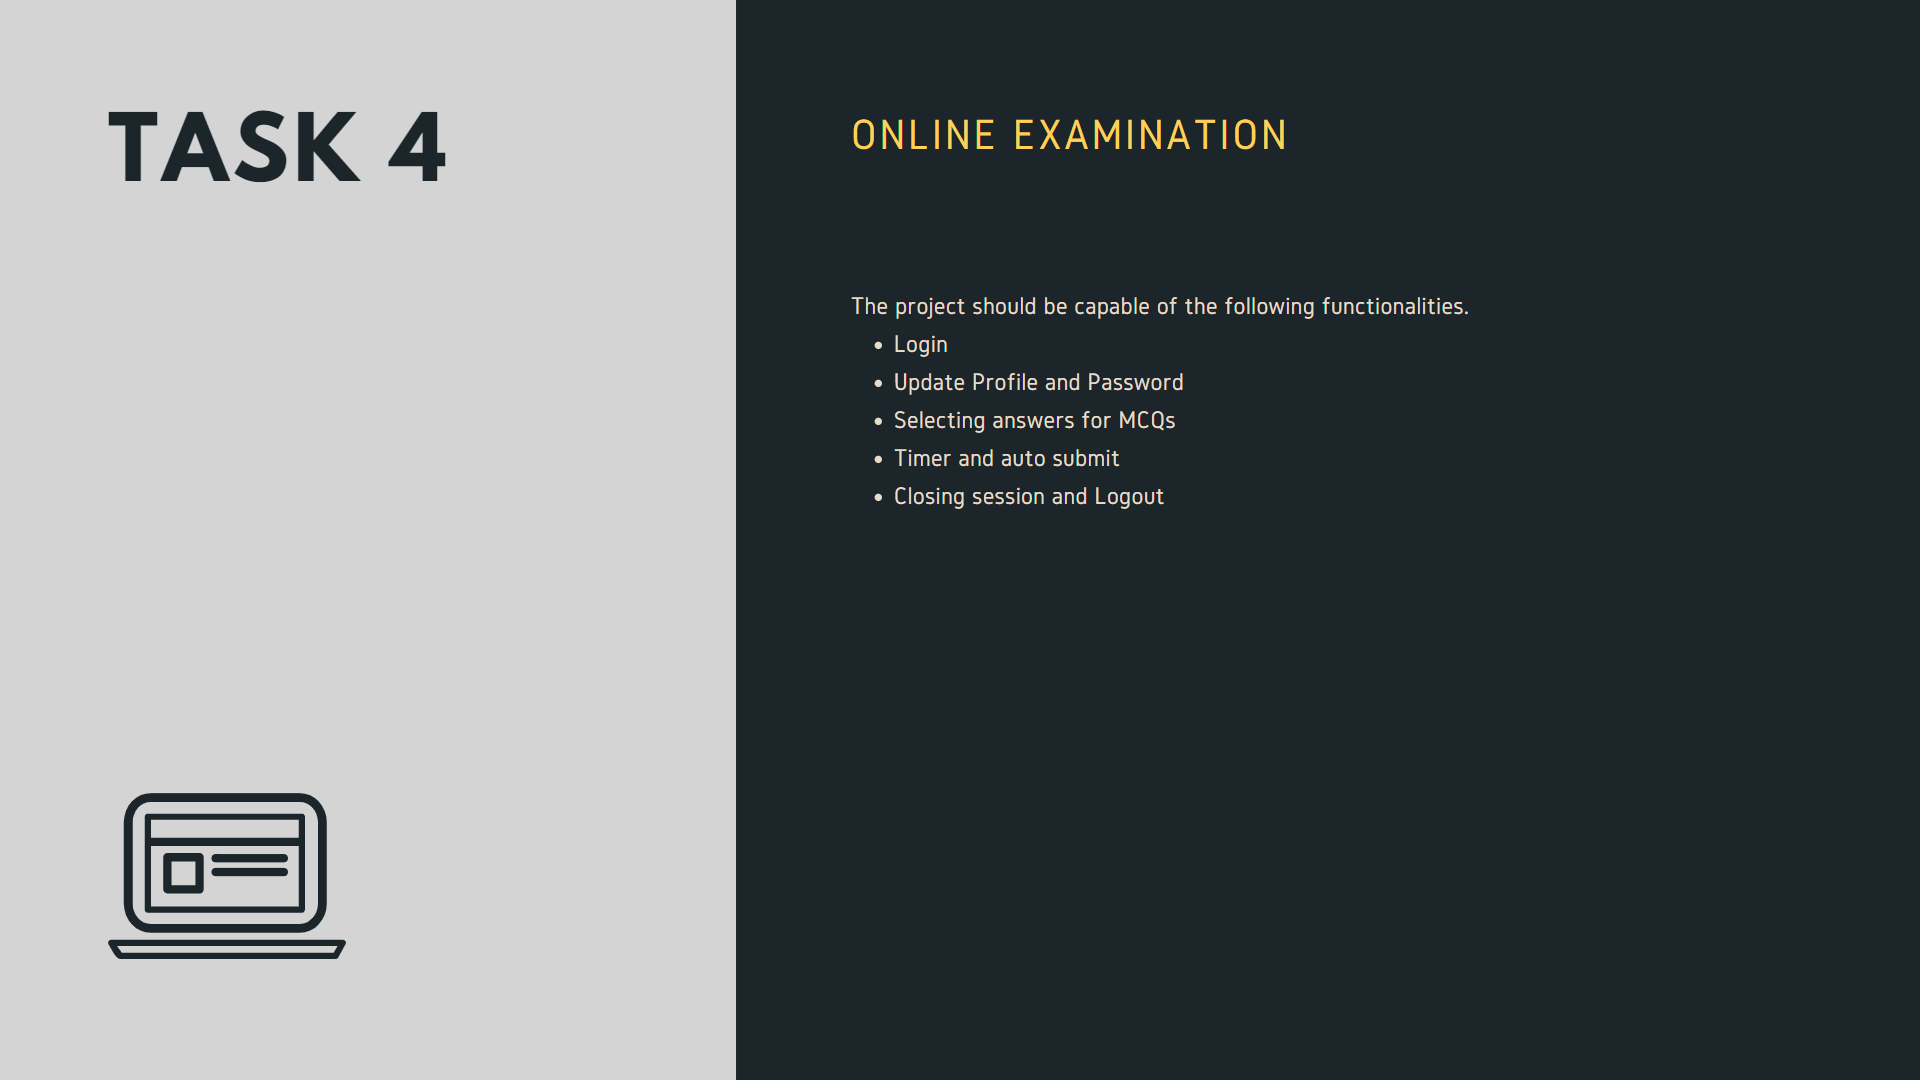 TASK 4
ONLINE EXAMINATION
The project should be capable of the following functionalities.
• Login
• Update Profile and Password
• Selecting answers for MCQs
• Timer and auto submit
• Closing session and Logout